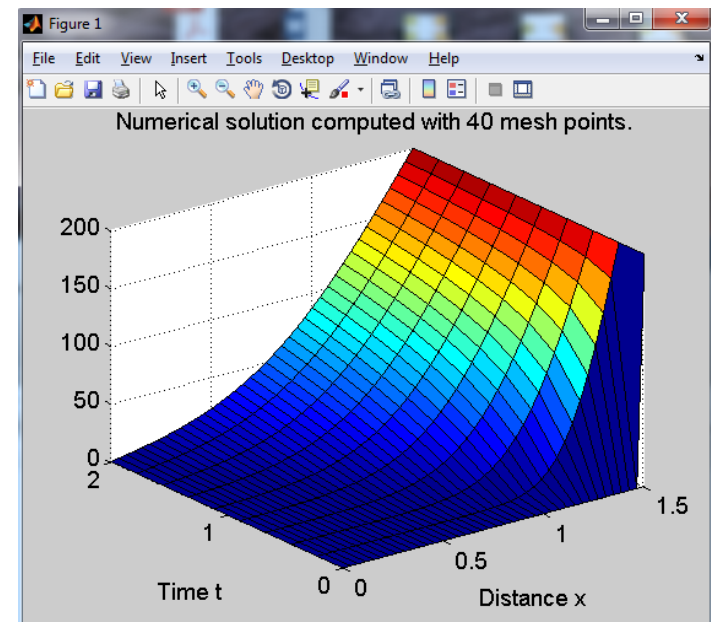 Figure 1
File Edit View Insert Tools Desktop Window Help
Numerical solution computed with 40 mesh points.
200
150
100
50
0
2
1
0
0
0.5
1
1.5
Time t
Distance x